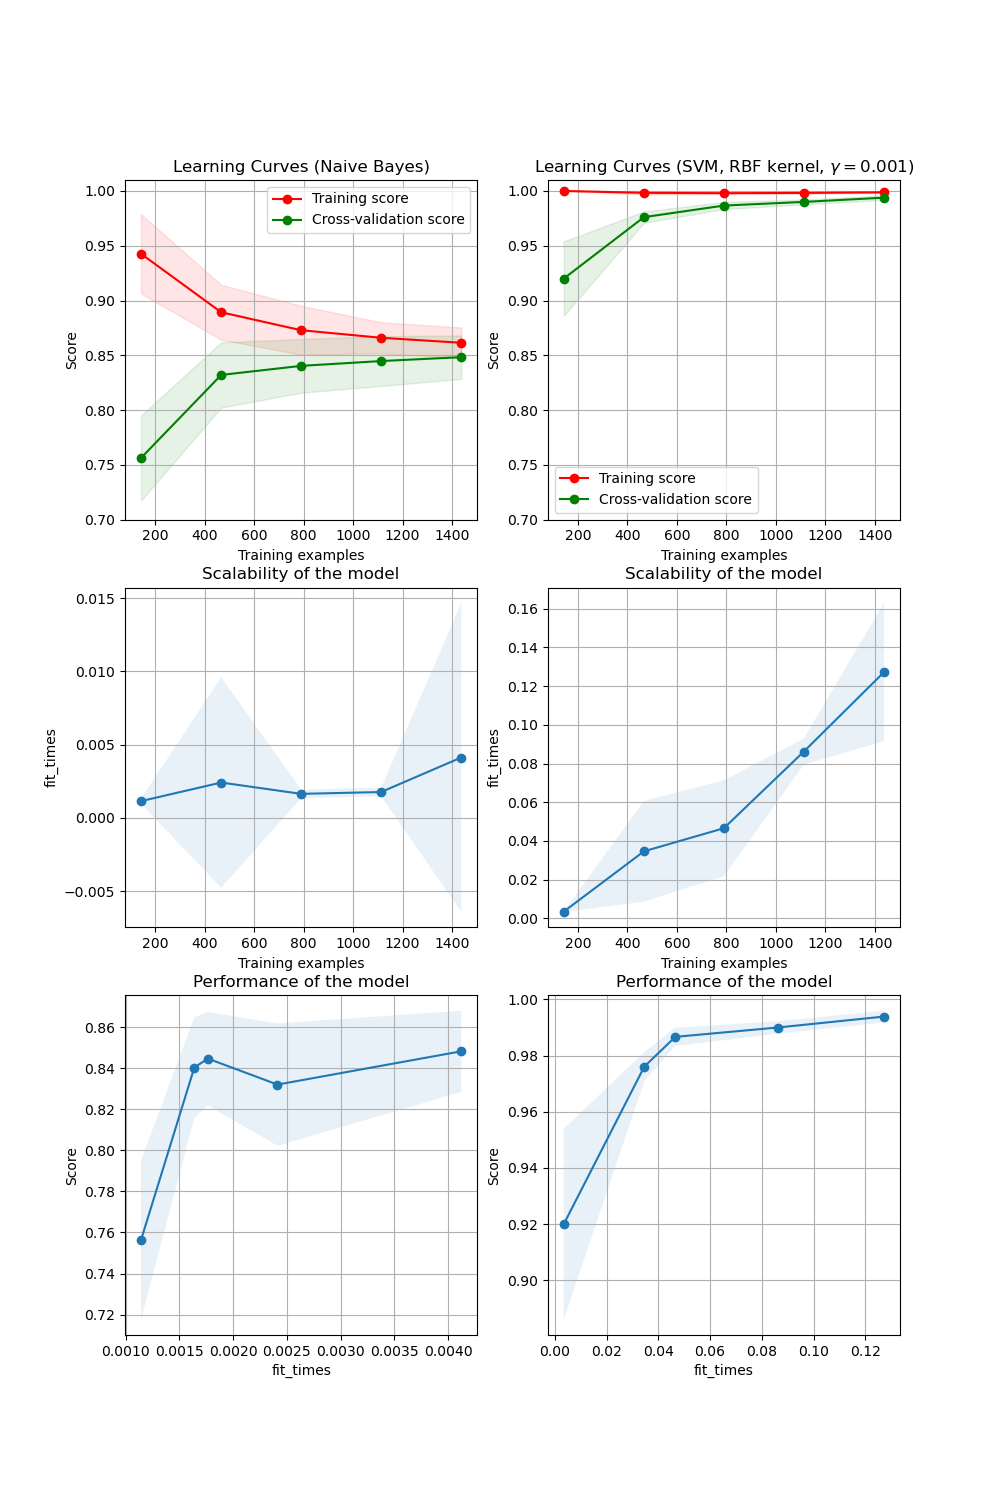 Learning Curves (Naive Bayes)
1.00
0.95
0.90
0.85
0.80
0.75
0.70
Score
Training score
Cross-validation score
200 400 600 800 1000 1200 1400
Training examples
Learning Curves (SVM, RBF kernel, γ = 0.001)
1.00
0.95
0.90
0.85
0.80
0.75
0.70
Score
Training score
Cross-validation score
200 400 600 800 1000 1200 1400
Training examples
Scalability of the model
0.015
0.010
0.005
0.000
−0.005
fit_times
200 400 600 800 1000 1200 1400
Training examples
Scalability of the model
0.16
0.14
0.12
0.10
0.08
0.06
0.04
0.02
0.00
fit_times
200 400 600 800 1000 1200 1400
Training examples
Performance of the model
0.86
0.84
0.82
0.80
0.78
0.76
0.74
0.72
Score
0.0010 0.0015 0.0020 0.0025 0.0030 0.0035 0.0040
fit_times
Performance of the model
1.00
0.98
0.96
0.94
0.92
0.90
Score
0.00 0.02 0.04 0.06 0.08 0.10 0.12
fit_times